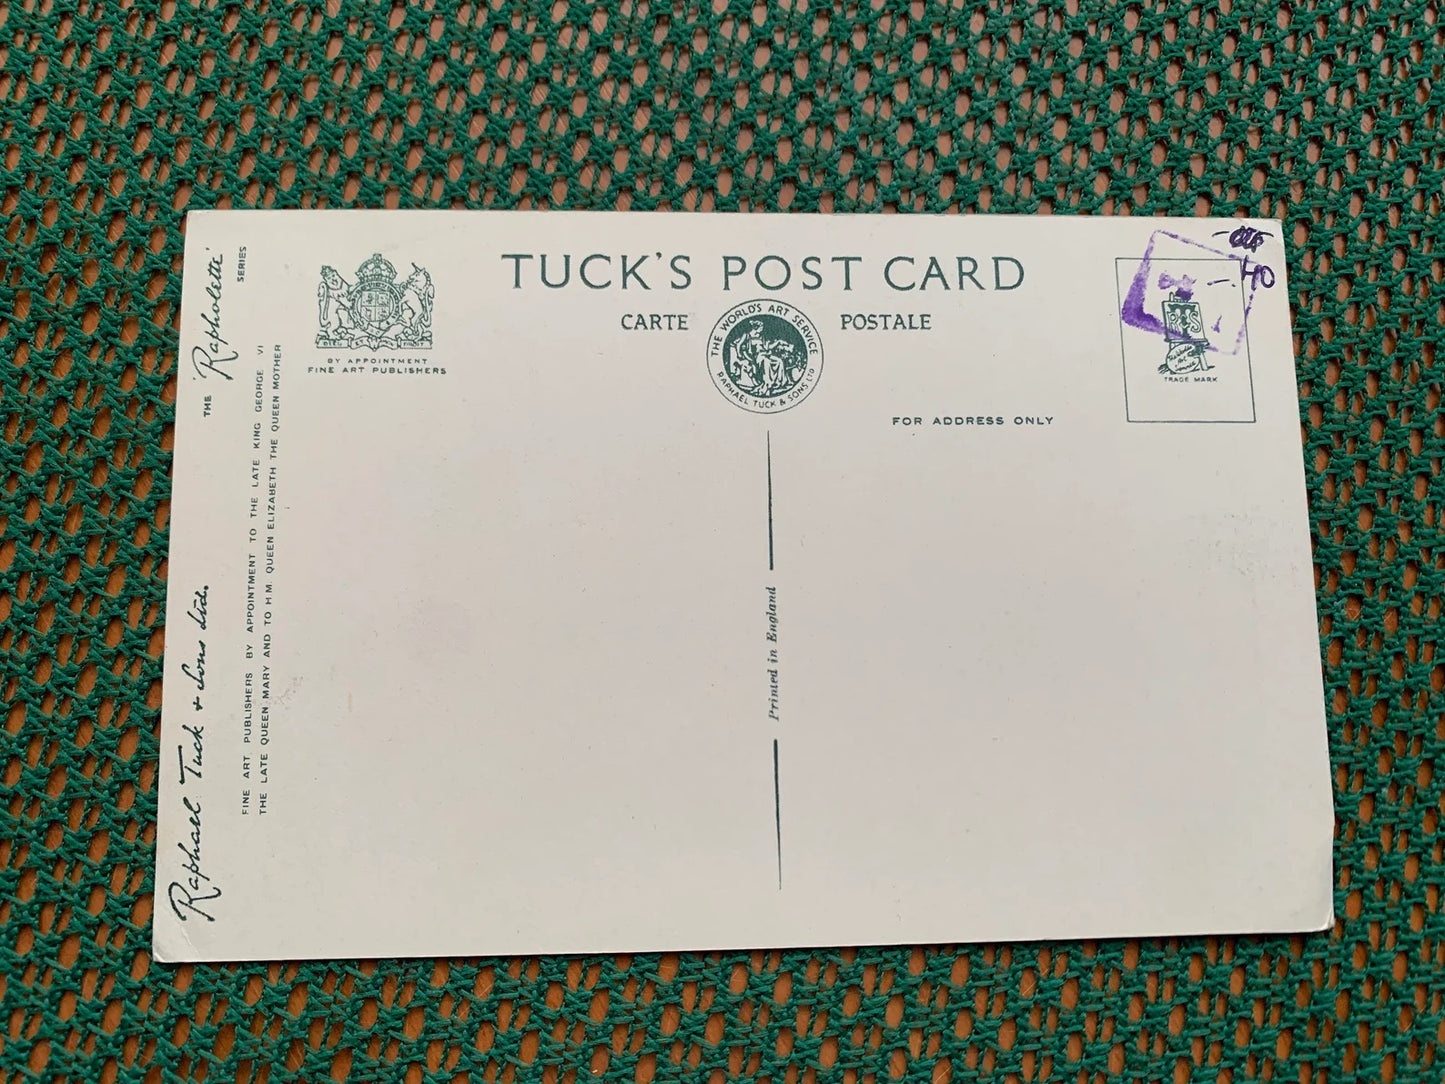 TUCK'S POST CARD
CARTE POSTALE
THE WORLD'S ART SERVICE
RAPHAEL TUCK & SONS LTD
BY APPOINTMENT
FINE ART PUBLISHERS
FOR ADDRESS ONLY
40
TRADE MARK
THE 'Raphotette' SERIES
FINE ART PUBLISHERS BY APPOINTMENT TO THE LATE KING GEORGE VI
THE LATE QUEEN MARY AND TO H.M. QUEEN ELIZABETH THE QUEEN MOTHER
Raphael Tuck & Sons Ltd.
Printed in England